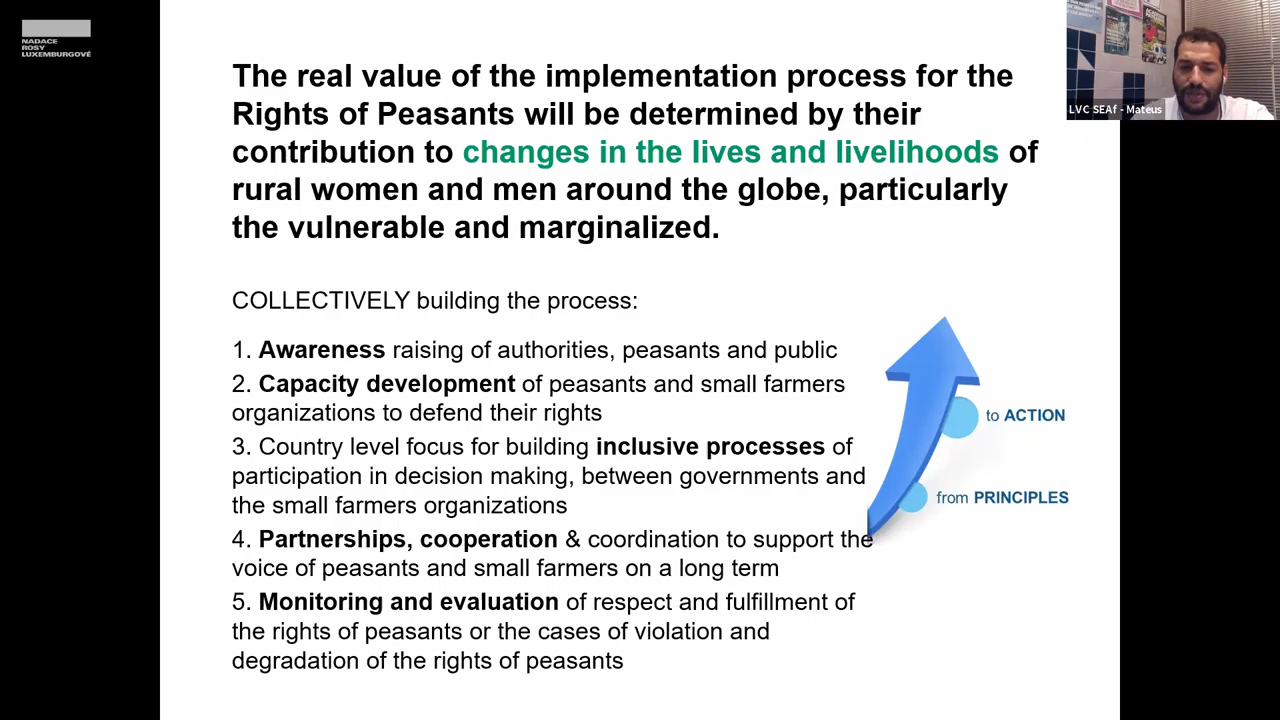 NADACE
ROSY
LUXEMBURGOVÉ
The real value of the implementation process for the
Rights of Peasants will be determined by their
contribution to changes in the lives and livelihoods of
rural women and men around the globe, particularly
the vulnerable and marginalized.
LVC SEAf - Mateus
COLLECTIVELY building the process:
1. Awareness raising of authorities, peasants and public
2. Capacity development of peasants and small farmers
organizations to defend their rights
3. Country level focus for building inclusive processes of
participation in decision making, between governments and
the small farmers organizations
4. Partnerships, cooperation & coordination to support the
voice of peasants and small farmers on a long term
5. Monitoring and evaluation of respect and fulfillment of
the rights of peasants or the cases of violation and
degradation of the rights of peasants
to ACTION
from PRINCIPLES